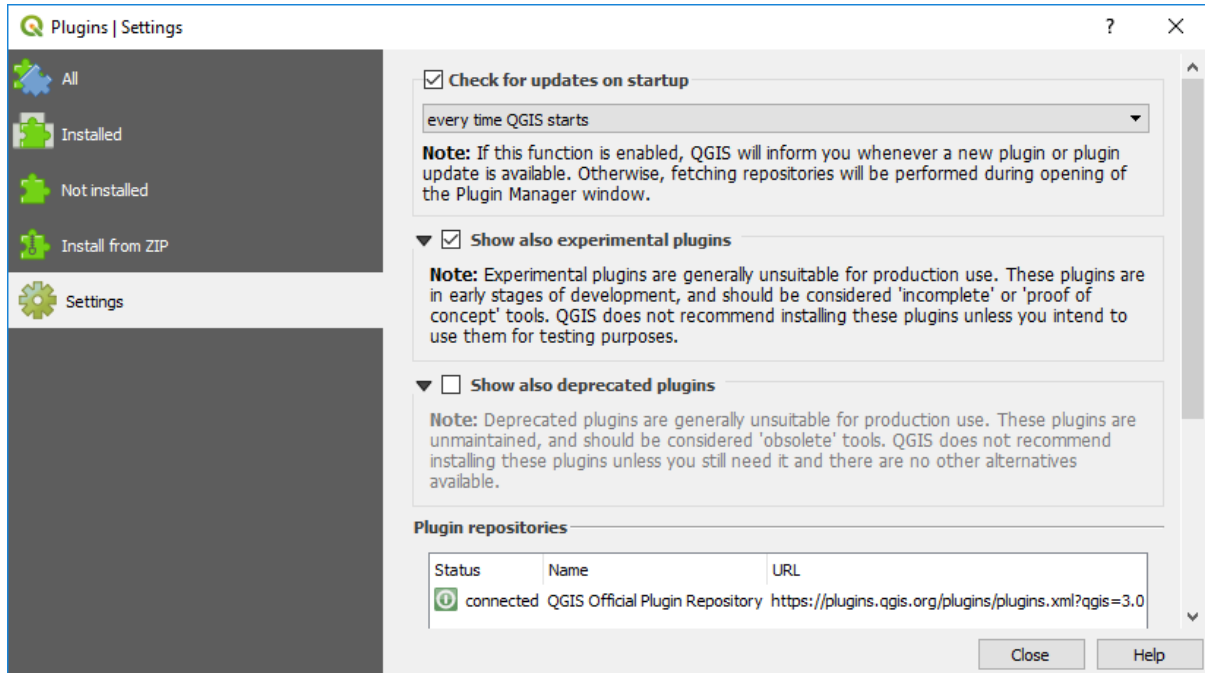 Plugins | Settings
?
All
Installed
Not installed
Install from ZIP
Settings
Check for updates on startup
every time QGIS starts
Note: If this function is enabled, QGIS will inform you whenever a new plugin or plugin
update is available. Otherwise, fetching repositories will be performed during opening of
the Plugin Manager window.
Show also experimental plugins
Note: Experimental plugins are generally unsuitable for production use. These plugins are
in early stages of development, and should be considered 'incomplete' or 'proof of
concept' tools. QGIS does not recommend installing these plugins unless you intend to
use them for testing purposes.
Show also deprecated plugins
Note: Deprecated plugins are generally unsuitable for production use. These plugins are
unmaintained, and should be considered 'obsolete' tools. QGIS does not recommend
installing these plugins unless you still need it and there are no other alternatives
available.
Plugin repositories
Status Name URL
connected QGIS Official Plugin Repository https://plugins.qgis.org/plugins/plugins.xml?qgis=3.0
Close Help